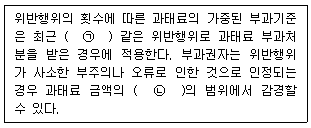 위반행위의 횟수에 따른 과태료의 가중된 부과기준
은 최근 ( ㉠ ) 같은 위반행위로 과태료 부과처
분을 받은 경우에 적용한다. 부과권자는 위반행위
가 사소한 부주의나 오류로 인한 것으로 인정되는
경우 과태료 금액의 ( ㉡ )의 범위에서 감경할
수 있다.